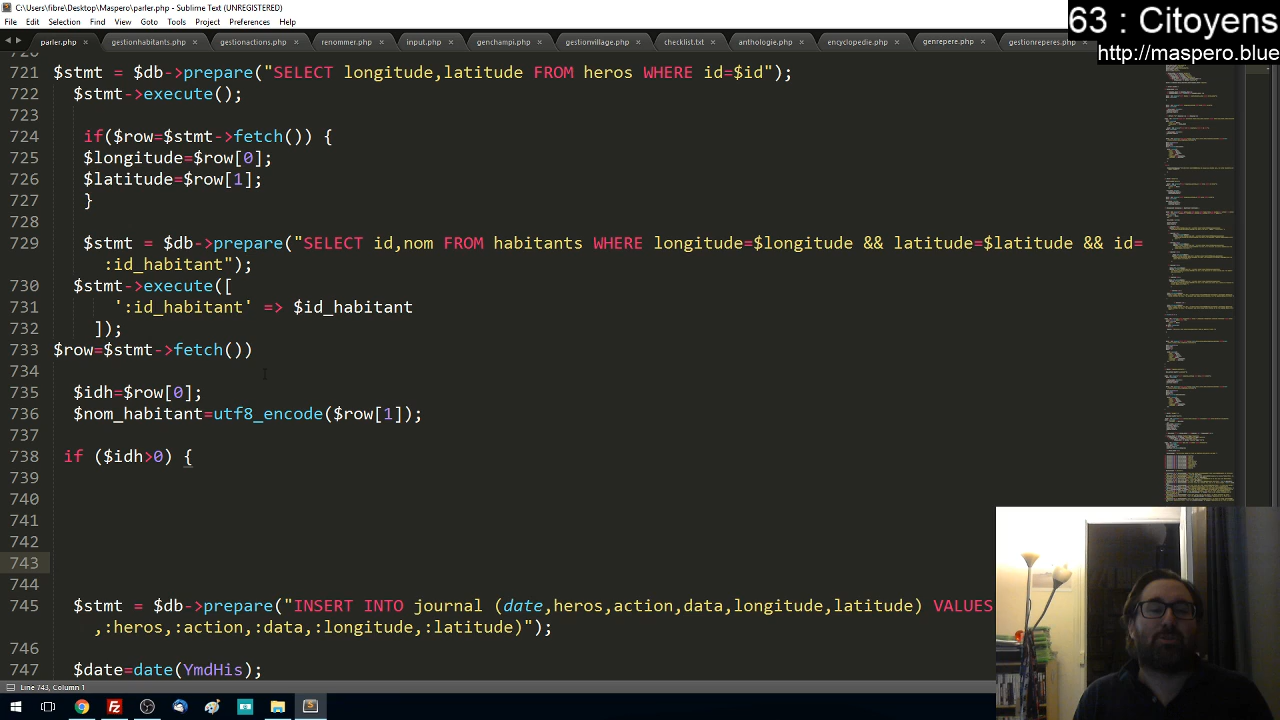 C:\Users\fibre\Desktop\Maspero\parler.php - Sublime Text (UNREGISTERED)
63 : Citoyens
File Edit Selection Find View Goto Tools Project Preferences Help
http://maspero.blue
parler.php gestionhabitants.php gestionactions.php renommer.php input.php genchampi.php gestionvillage.php checklist.txt anthologie.php encyclopedie.php genrepere.php gestionreperes.php
720
721 $stmt = $db->prepare("SELECT longitude,latitude FROM heros WHERE id=$id");
722 $stmt->execute();
723
724 if($row=$stmt->fetch()) {
725 $longitude=$row[0];
726 $latitude=$row[1];
727 }
728
729 $stmt = $db->prepare("SELECT id,nom FROM habitants WHERE longitude=$longitude && latitude=$latitude && id=
:id_habitant");
730 $stmt->execute([
731 ':id_habitant' => $id_habitant
732 ]);
733 $row=$stmt->fetch())
734
735 $idh=$row[0];
736 $nom_habitant=utf8_encode($row[1]);
737
738 if ($idh>0) {
739
740
741
742
743
744
745 $stmt = $db->prepare("INSERT INTO journal (date,heros,action,data,longitude,latitude) VALUES
,:heros,:action,:data,:longitude,:latitude)");
746
747 $date=date(YmdHis);
Line 743, Column 1